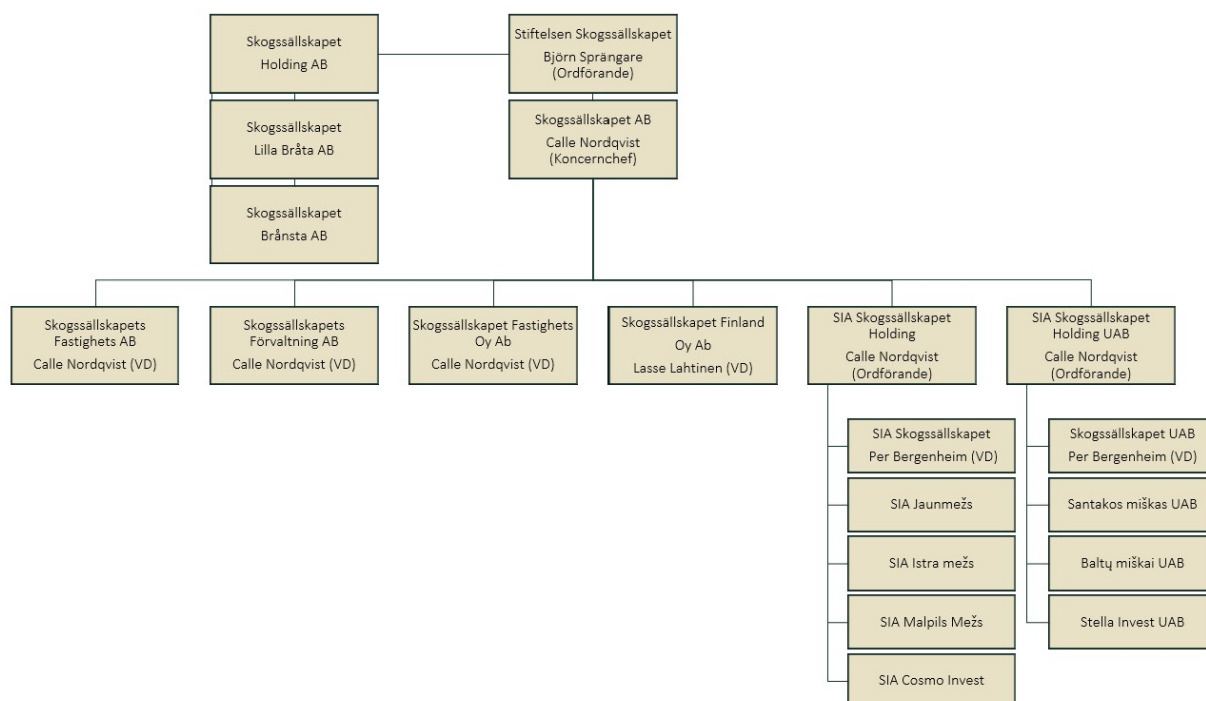 Skogssällskapet
Holding AB
Stiftelsen Skogssällskapet
Björn Sprängare
(Ordförande)
Skogssällskapet
Lilla Bråta AB
Skogssällskapet AB
Calle Nordqvist
(Koncernchef)
Skogssällskapet
Brånsta AB
Skogssällskapets
Fastighets AB
Calle Nordqvist (VD)
Skogssällskapets
Förvaltning AB
Calle Nordqvist (VD)
Skogssällskapet Fastighets
Oy Ab
Calle Nordqvist (VD)
Skogssällskapet Finland
Oy Ab
Lasse Lahtinen (VD)
SIA Skogssällskapet
Holding
Calle Nordqvist
(Ordförande)
SIA Skogssällskapet
Holding UAB
Calle Nordqvist
(Ordförande)
SIA Skogssällskapet
Per Bergenheim (VD)
SIA Jaunmežs
SIA Istra mežs
SIA Malpils Mežs
SIA Cosmo Invest
Skogssällskapet UAB
Per Bergenheim (VD)
Santakos miškas UAB
Baltų miškai UAB
Stella Invest UAB